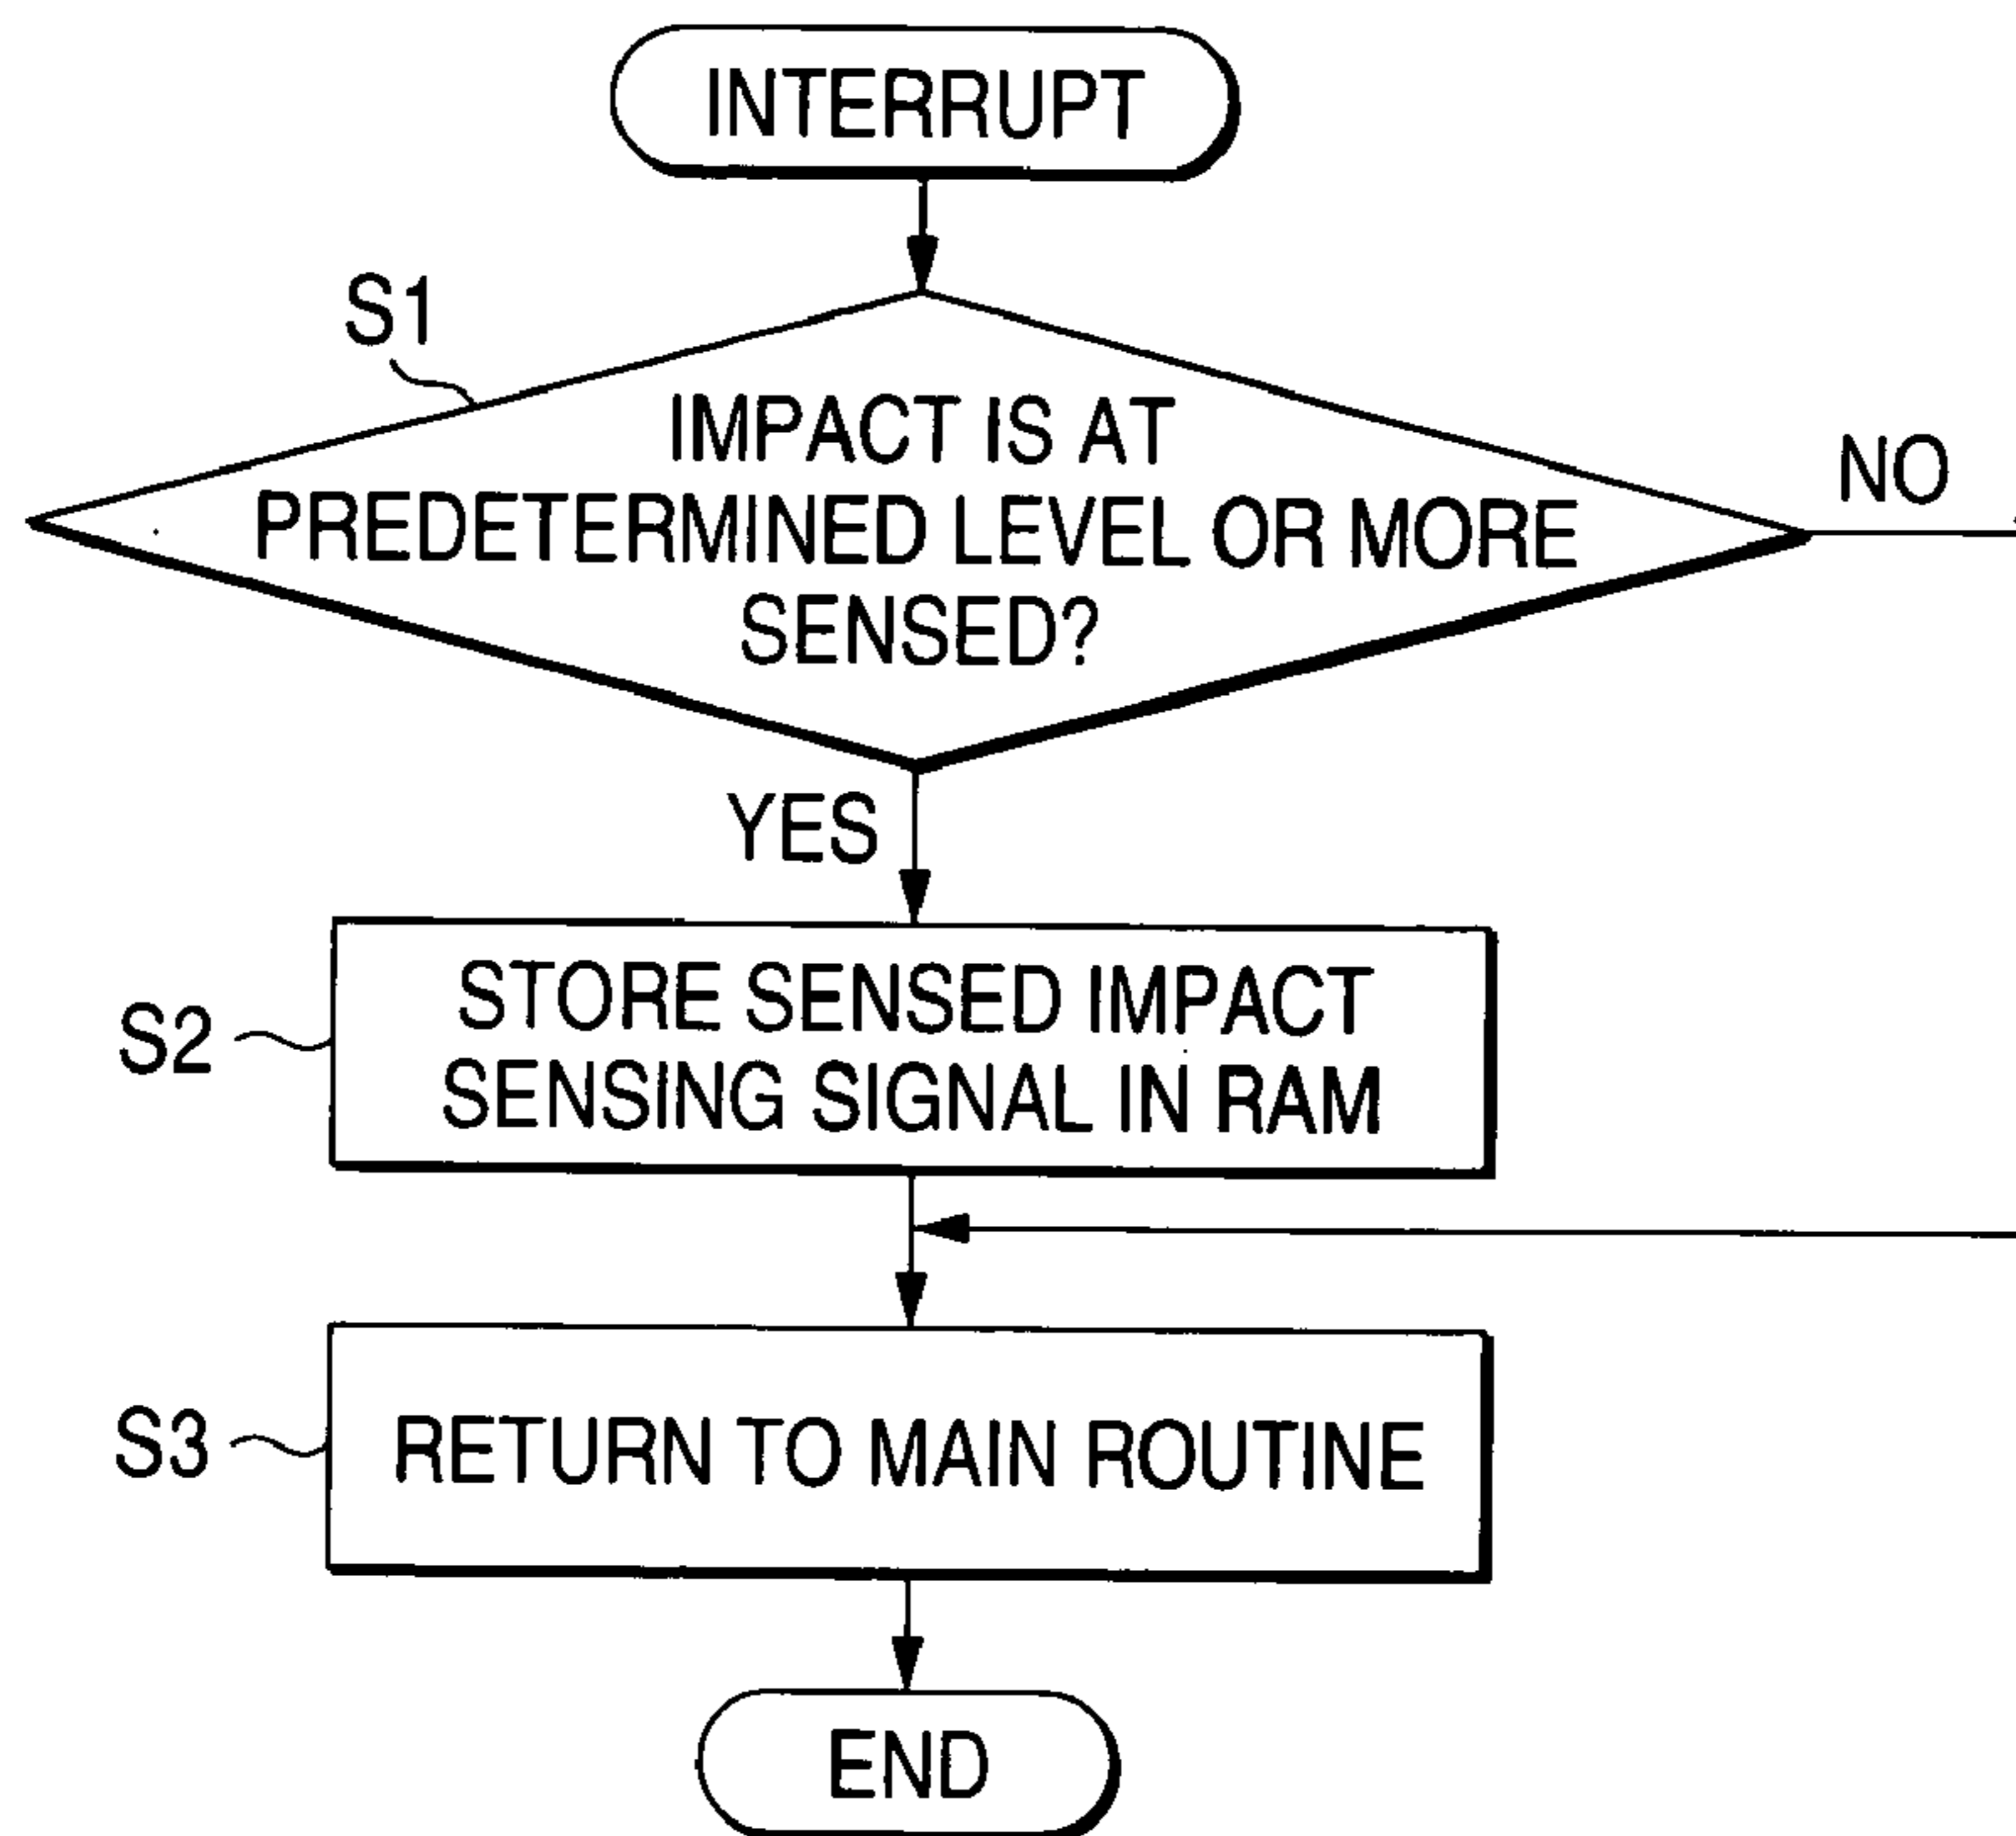 INTERRUPT
S1
IMPACT IS AT
PREDETERMINED LEVEL OR MORE
SENSED?
NO
YES
S2
STORE SENSED IMPACT
SENSING SIGNAL IN RAM
S3
RETURN TO MAIN ROUTINE
END